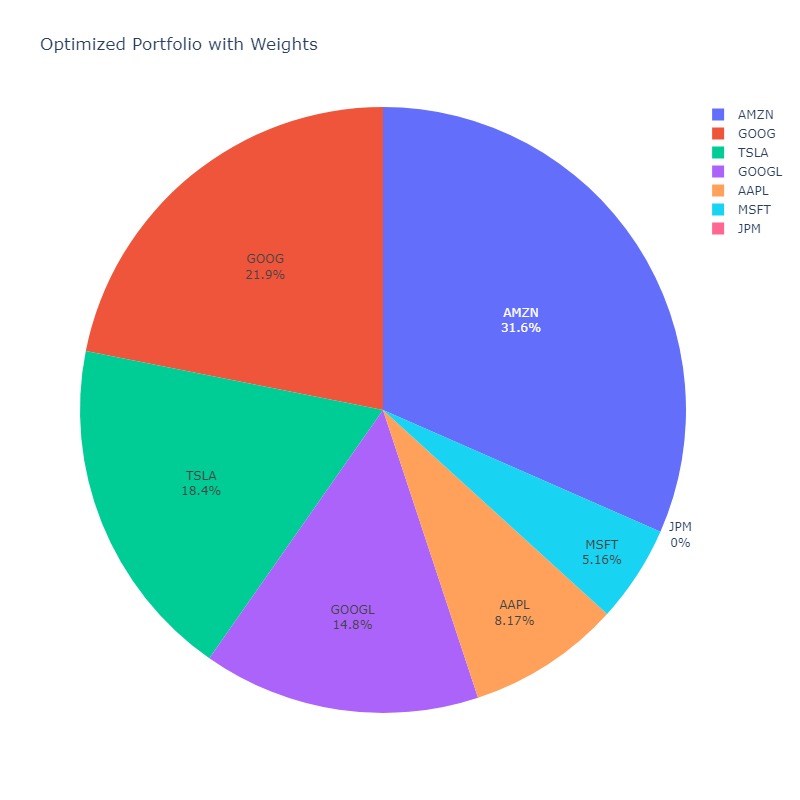 Optimized Portfolio with Weights
AMZN
GOOG
TSLA
GOOGL
AAPL
MSFT
JPM
GOOG
21.9%
AMZN
31.6%
TSLA
18.4%
JPM
0%
MSFT
5.16%
AAPL
8.17%
GOOGL
14.8%